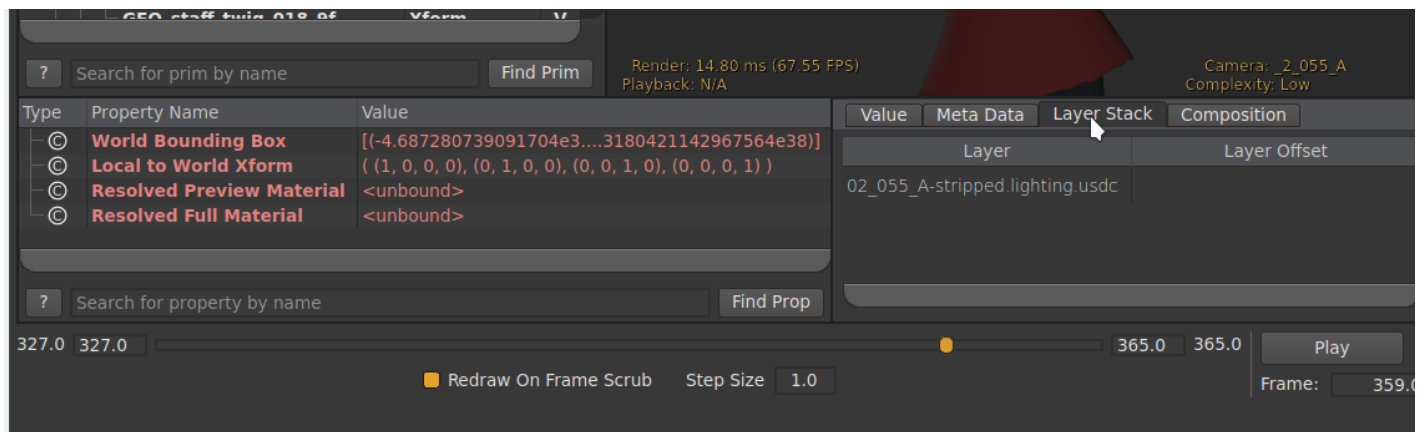 GEO_staff_twig_018_9f Xform V
? Search for prim by name Find Prim
Render: 14.80 ms (67.55 FPS)
Playback: N/A
Camera: _2_055_A
Complexity: Low
Type Property Name Value
© World Bounding Box [(-4.687280739091704e3....3180421142967564e38)]
© Local to World Xform ( (1, 0, 0, 0), (0, 1, 0, 0), (0, 0, 1, 0), (0, 0, 0, 1) )
© Resolved Preview Material <unbound>
© Resolved Full Material <unbound>
? Search for property by name Find Prop
Value Meta Data Layer Stack Composition
Layer Layer Offset
02_055_A-stripped.lighting.usdc
327.0 327.0 365.0 365.0 Play
Redraw On Frame Scrub Step Size 1.0 Frame: 359.0